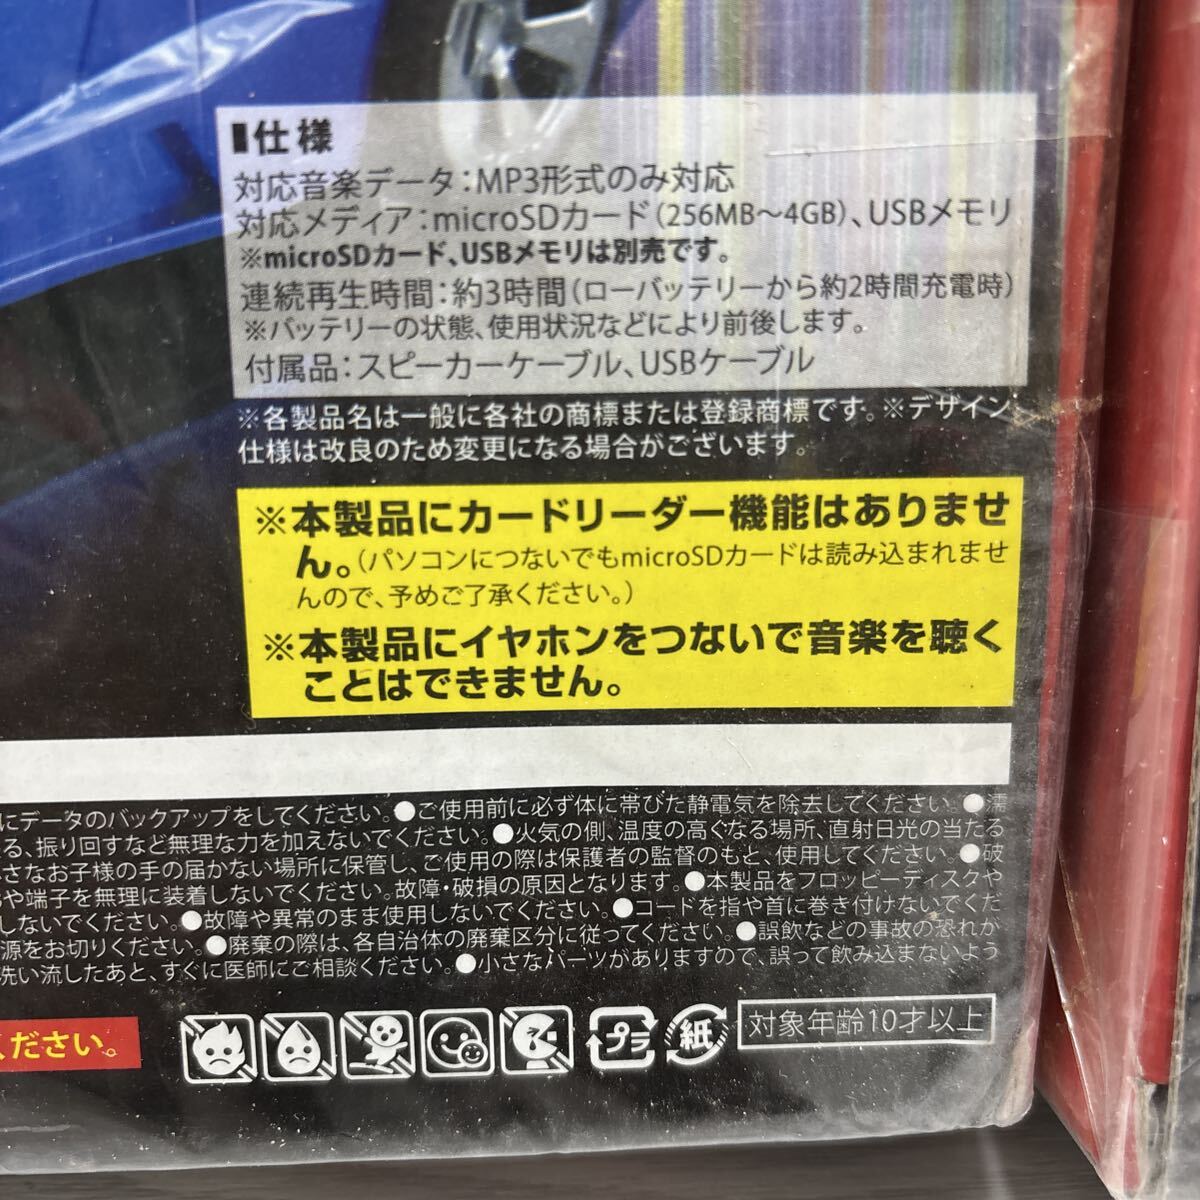 ■仕様
対応音楽データ：MP3形式のみ対応
対応メディア：microSDカード（256MB～4GB）、USBメモリ
※microSDカード、USBメモリは別売です。
連続再生時間：約3時間（ローバッテリーから約2時間充電時）
※バッテリーの状態、使用状況などにより前後します。
付属品：スピーカーケーブル、USBケーブル
※各製品名は一般に各社の商標または登録商標です。※デザイン、
仕様は改良のため変更になる場合がございます。
※本製品にカードリーダー機能はありませ
ん。（パソコンにつないでもmicroSDカードは読み込まれませ
んので、予めご了承ください。）
※本製品にイヤホンをつないで音楽を聴く
ことはできません。
にデータのバックアップをしてください。●ご使用前に必ず体に帯びた静電気を除去してください。●濡
る、振り回すなど無理な力を加えないでください。●火気の側、温度の高くなる場所、直射日光の当たる
さなお子様の手の届かない場所に保管し、ご使用の際は保護者の監督のもと、使用してください。●破
や端子を無理に装着しないでください。故障・破損の原因となります。●本製品をフロッピーディスクや
しないでください。●故障や異常のまま使用しないでください。●コードを指や首に巻き付けないでくだ
源をお切りください。●廃棄の際は、各自治体の廃棄区分に従ってください。●誤飲などの事故の恐れが
洗い流したあと、すぐに医師にご相談ください。●小さなパーツがありますので、誤って飲み込まないよう
ください。
プラ
紙
対象年齢10才以上